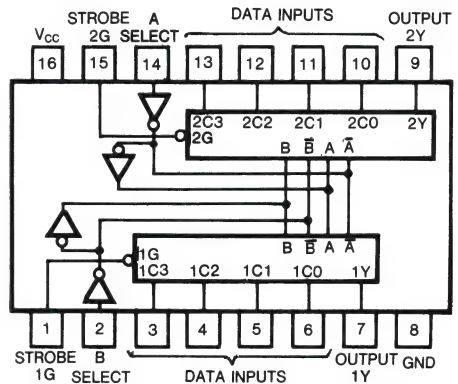 STROBE A DATA INPUTS OUTPUT
VCC 2G SELECT 2Y
16 15 14 13 12 11 10 9
2C3 2C2 2C1 2C0 2Y
2G
B B̅ A A̅
B B̅ A A̅
1G
1C3 1C2 1C1 1C0 1Y
1 2 3 4 5 6 7 8
STROBE B DATA INPUTS OUTPUT GND
1G SELECT 1Y